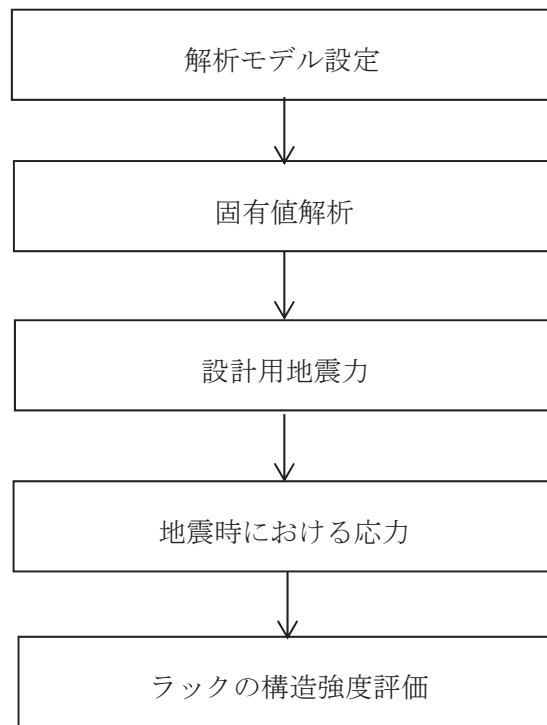 解析モデル設定
固有値解析
設計用地震力
地震時における応力
ラックの構造強度評価